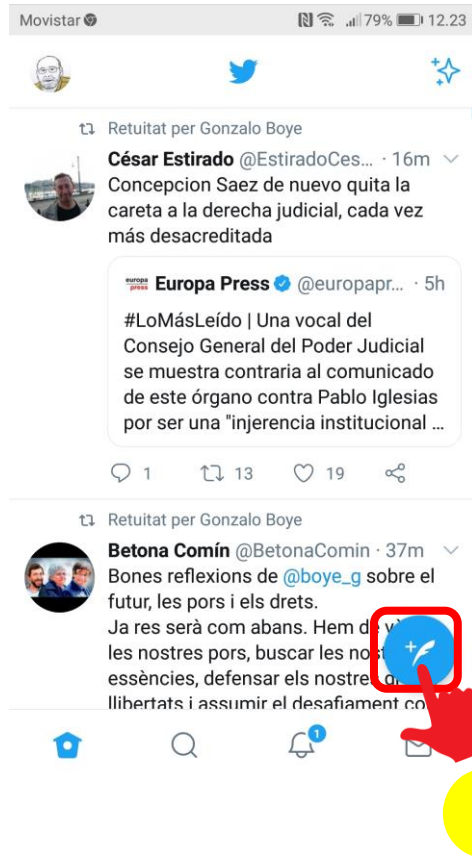 Movistar 79% 12.23
Retuitat per Gonzalo Boye
César Estirado @EstiradoCes... · 16m
Concepcion Saez de nuevo quita la
careta a la derecha judicial, cada vez
más desacreditada
europa press Europa Press @europapr... · 5h
#LoMásLeído | Una vocal del
Consejo General del Poder Judicial
se muestra contraria al comunicado
de este órgano contra Pablo Iglesias
por ser una "injerencia institucional ...
1 13 19
Retuitat per Gonzalo Boye
Betona Comín @BetonaComin · 37m
Bones reflexions de @boye_g sobre el
futur, les pors i els drets.
Ja res serà com abans. Hem de
les nostres pors, buscar les
essències, defensar els nostres
llibertats i assumir el desafiament
1